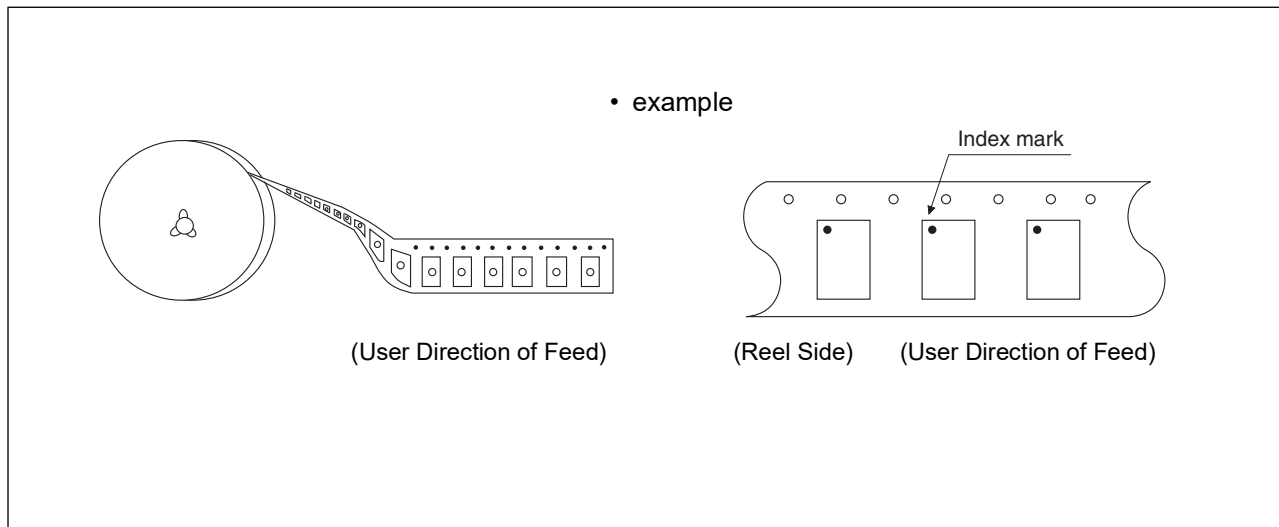 • example
Index mark
(User Direction of Feed)
(Reel Side)
(User Direction of Feed)